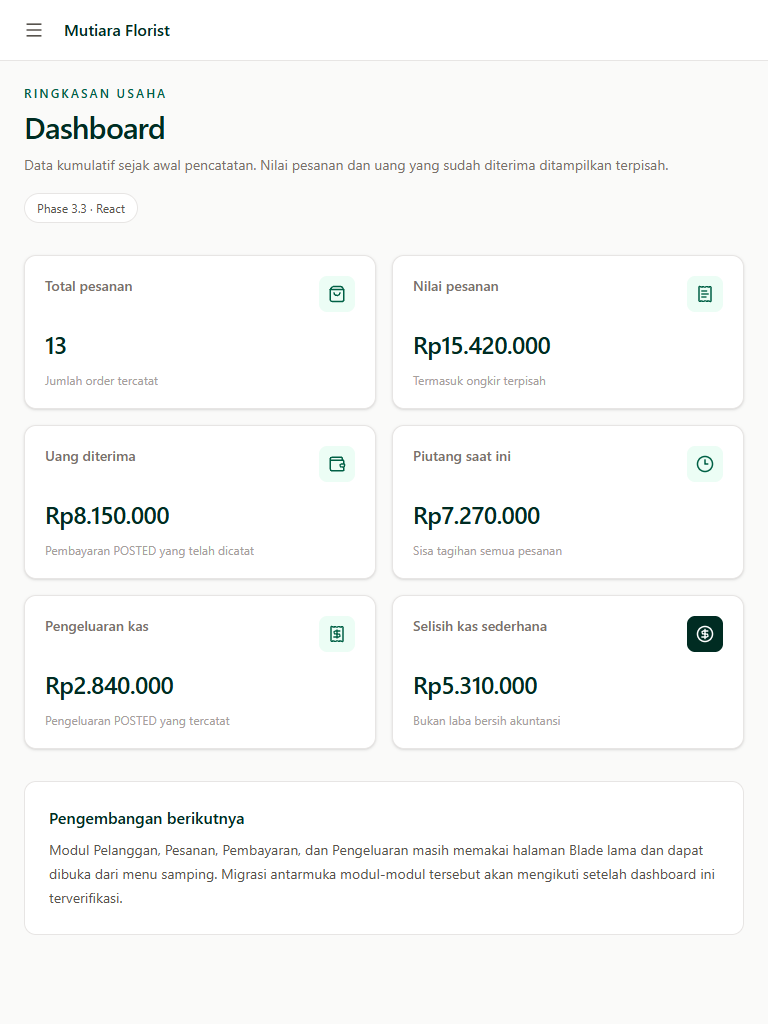 Mutiara Florist
RINGKASAN USAHA
Dashboard
Data kumulatif sejak awal pencatatan. Nilai pesanan dan uang yang sudah diterima ditampilkan terpisah.
Phase 3.3 · React
Total pesanan
13
Jumlah order tercatat
Nilai pesanan
Rp15.420.000
Termasuk ongkir terpisah
Uang diterima
Rp8.150.000
Pembayaran POSTED yang telah dicatat
Piutang saat ini
Rp7.270.000
Sisa tagihan semua pesanan
Pengeluaran kas
Rp2.840.000
Pengeluaran POSTED yang tercatat
Selisih kas sederhana
Rp5.310.000
Bukan laba bersih akuntansi
Pengembangan berikutnya
Modul Pelanggan, Pesanan, Pembayaran, dan Pengeluaran masih memakai halaman Blade lama dan dapat
dibuka dari menu samping. Migrasi antarmuka modul-modul tersebut akan mengikuti setelah dashboard ini
terverifikasi.